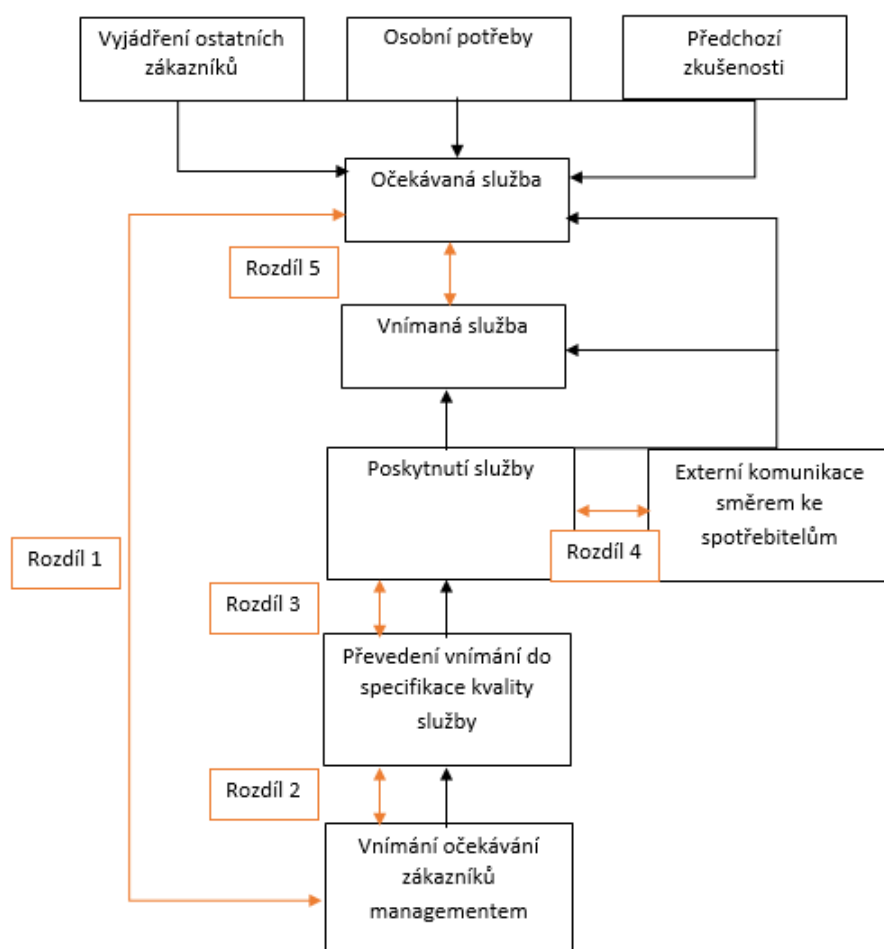 Vyjádření ostatních
zákazníků
Osobní potřeby
Předchozí
zkušenosti
Očekávaná služba
Rozdíl 5
Vnímaná služba
Poskytnutí služby
Externí komunikace
směrem ke
spotřebitelům
Rozdíl 4
Rozdíl 1
Rozdíl 3
Převedení vnímání do
specifikace kvality
služby
Rozdíl 2
Vnímání očekávání
zákazníků
managementem